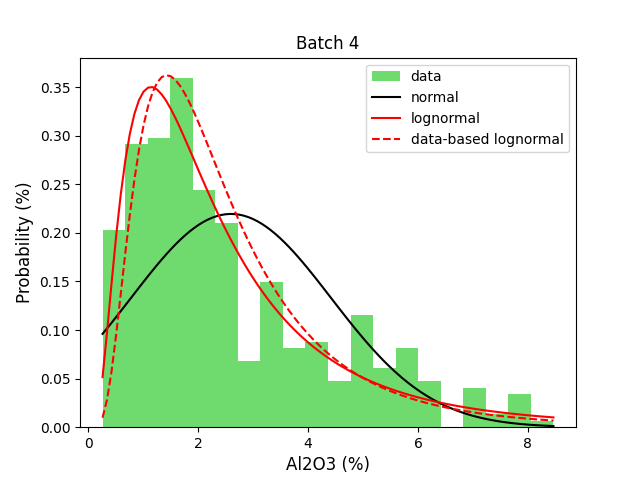 Batch 4
data
normal
lognormal
data-based lognormal
Probability (%)
0.35
0.30
0.25
0.20
0.15
0.10
0.05
0.00
0 2 4 6 8
Al2O3 (%)